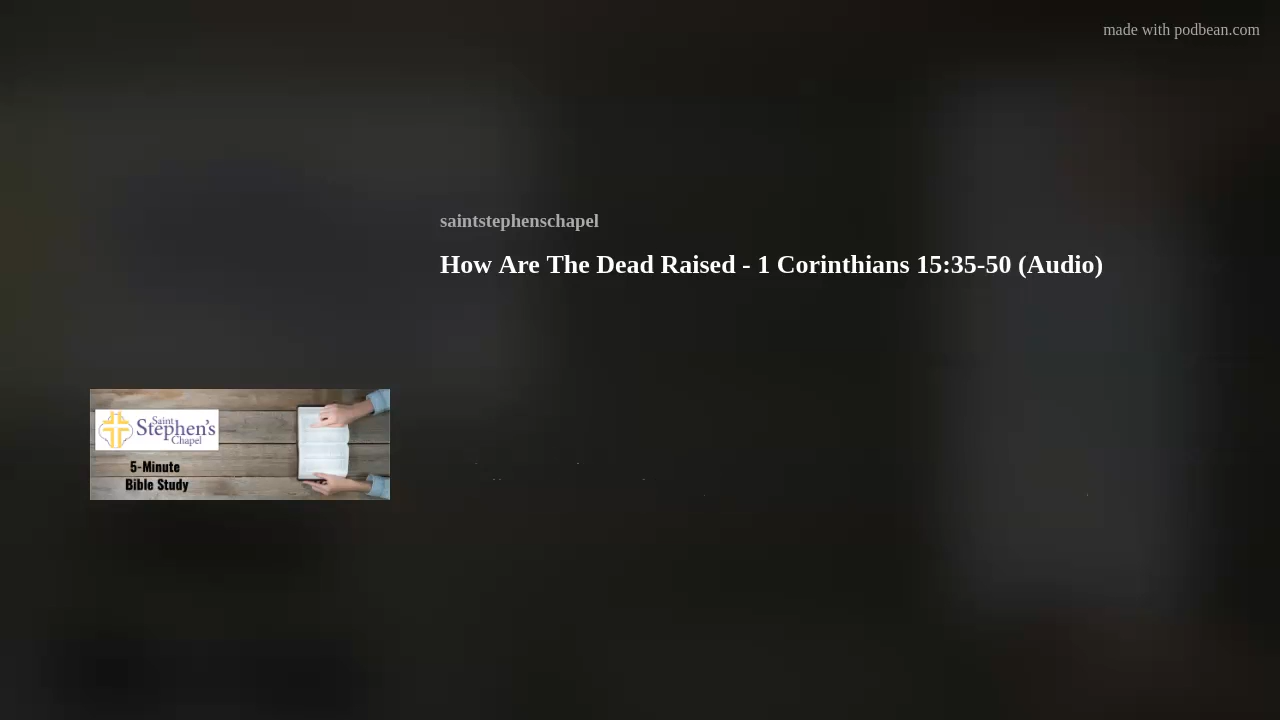 made with podbean.com
saintstephenschapel
How Are The Dead Raised - 1 Corinthians 15:35-50 (Audio)
Saint
Stephen's
Chapel
5-Minute
Bible Study